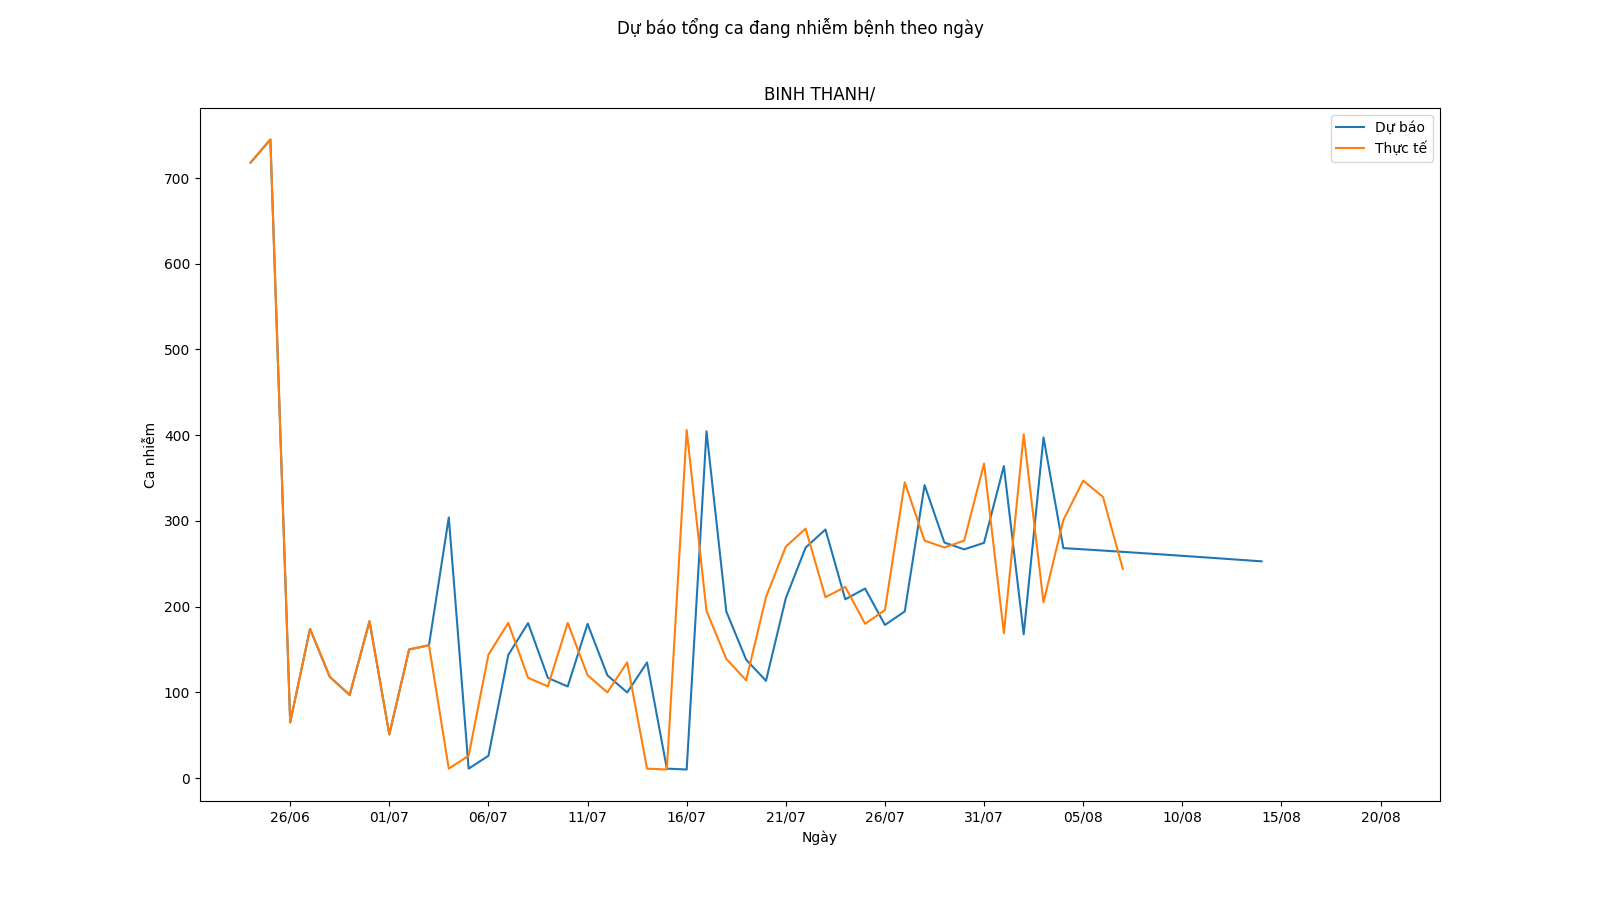 Dự báo tổng ca đang nhiễm bệnh theo ngày
BINH THANH/
Dự báo
Thực tế
700
600
500
400
300
200
100
0
Ca nhiễm
26/06 01/07 06/07 11/07 16/07 21/07 26/07 31/07 05/08 10/08 15/08 20/08
Ngày